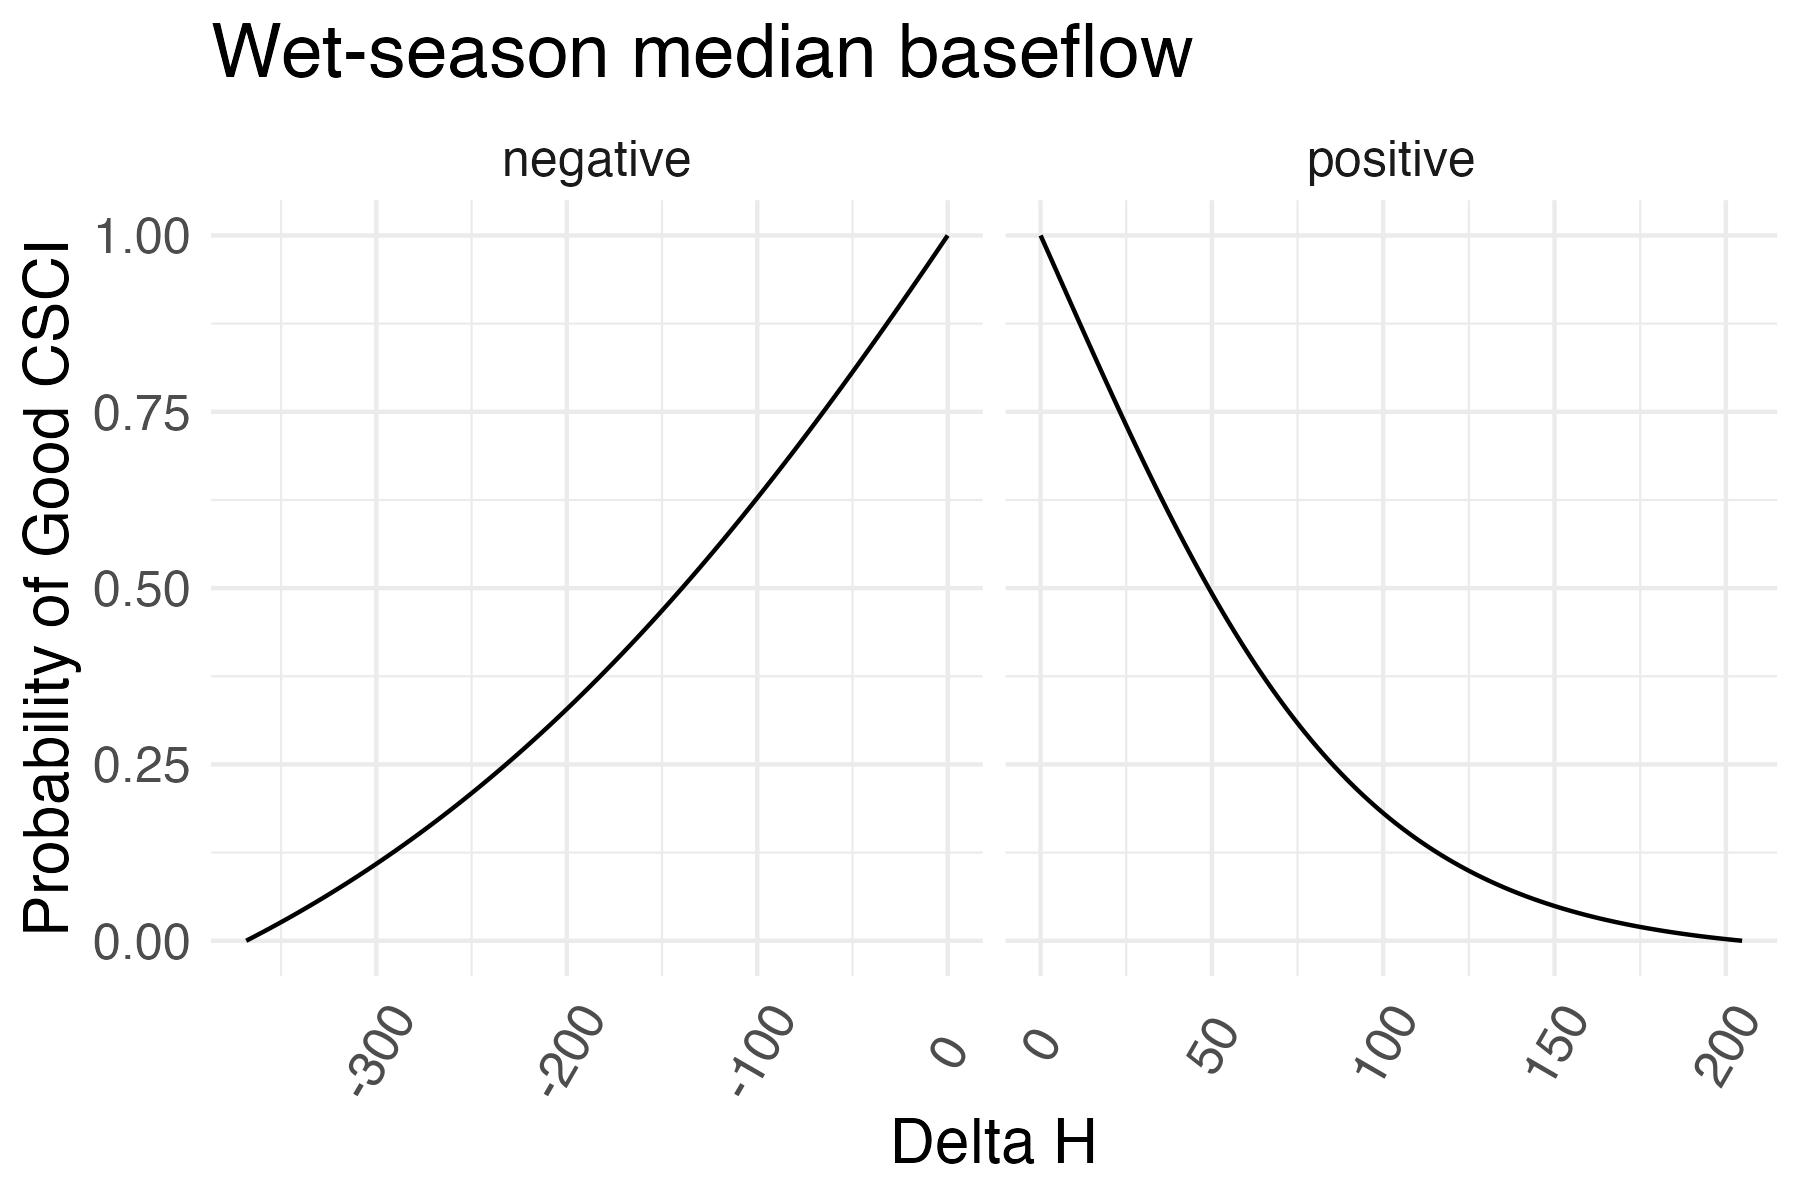 Wet-season median baseflow
negative
positive
Probability of Good CSCI
1.00
0.75
0.50
0.25
0.00
-300
-200
-100
0
0
50
100
150
200
Delta H